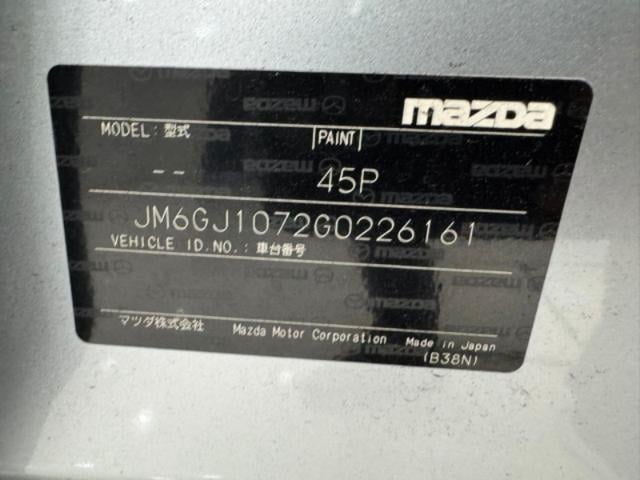 mazda
MODEL: 型式 PAINT
-- 45P
JM6GJ1072G0226161
VEHICLE ID.NO.: 車台番号
マツダ株式会社 Mazda Motor Corporation Made in Japan
(B38N)